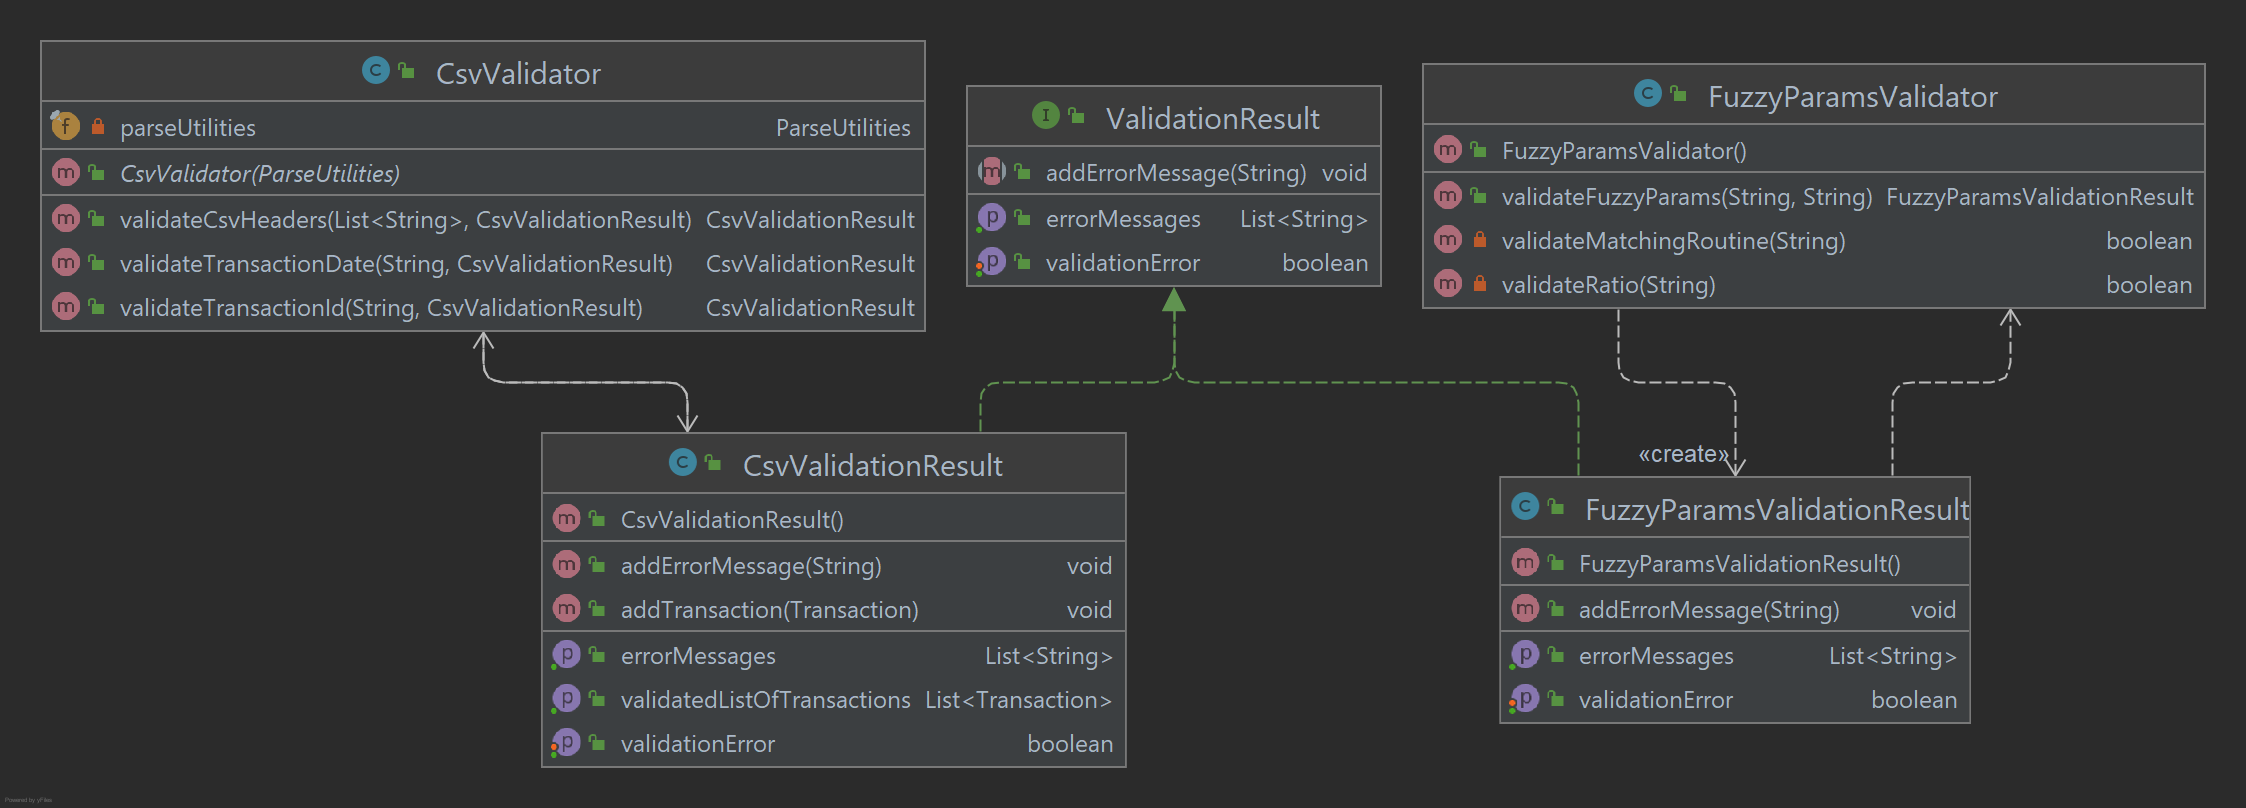 C CsvValidator
f parseUtilities ParseUtilities
m CsvValidator(ParseUtilities)
m validateCsvHeaders(List<String>, CsvValidationResult) CsvValidationResult
m validateTransactionDate(String, CsvValidationResult) CsvValidationResult
m validateTransactionId(String, CsvValidationResult) CsvValidationResult
I ValidationResult
m addErrorMessage(String) void
p errorMessages List<String>
p validationError boolean
C FuzzyParamsValidator
m FuzzyParamsValidator()
m validateFuzzyParams(String, String) FuzzyParamsValidationResult
m validateMatchingRoutine(String) boolean
m validateRatio(String) boolean
«create»
C CsvValidationResult
m CsvValidationResult()
m addErrorMessage(String) void
m addTransaction(Transaction) void
p errorMessages List<String>
p validatedListOfTransactions List<Transaction>
p validationError boolean
C FuzzyParamsValidationResult
m FuzzyParamsValidationResult()
m addErrorMessage(String) void
p errorMessages List<String>
p validationError boolean
Powered by yFiles